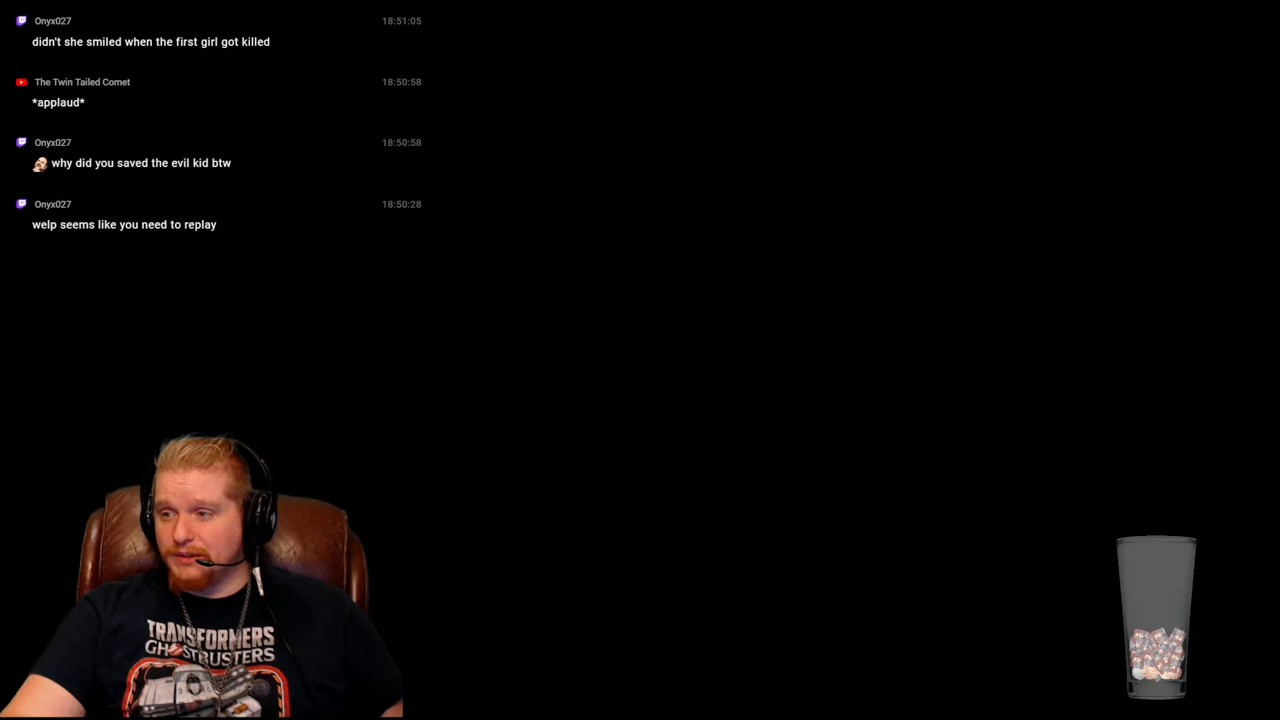 Onyx027 18:51:05
didn't she smiled when the first girl got killed
The Twin Tailed Comet 18:50:58
*applaud*
Onyx027 18:50:58
why did you saved the evil kid btw
Onyx027 18:50:28
welp seems like you need to replay
TRANSFORMERS
GHOSTBUSTERS